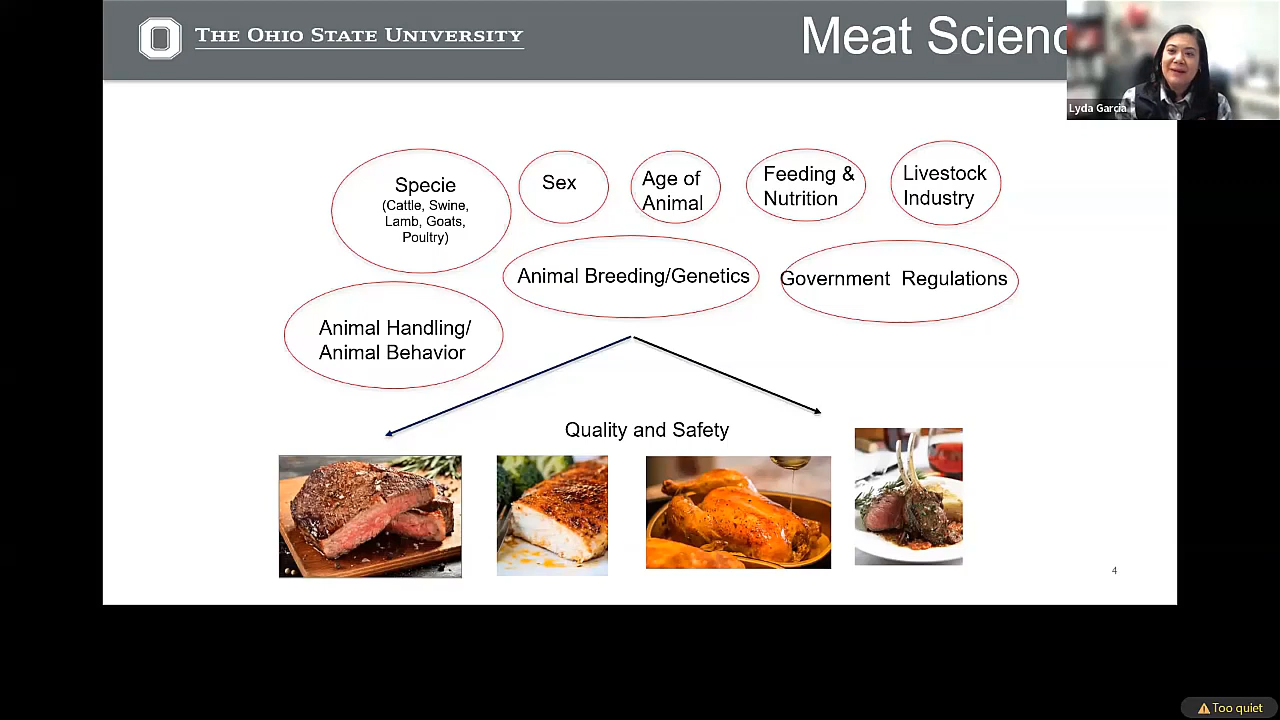 THE OHIO STATE UNIVERSITY
Meat Scienc
Lyda Garcia
Specie
(Cattle, Swine,
Lamb, Goats,
Poultry)
Sex
Age of
Animal
Feeding &
Nutrition
Livestock
Industry
Animal Breeding/Genetics
Government Regulations
Animal Handling/
Animal Behavior
Quality and Safety
4
Too quiet